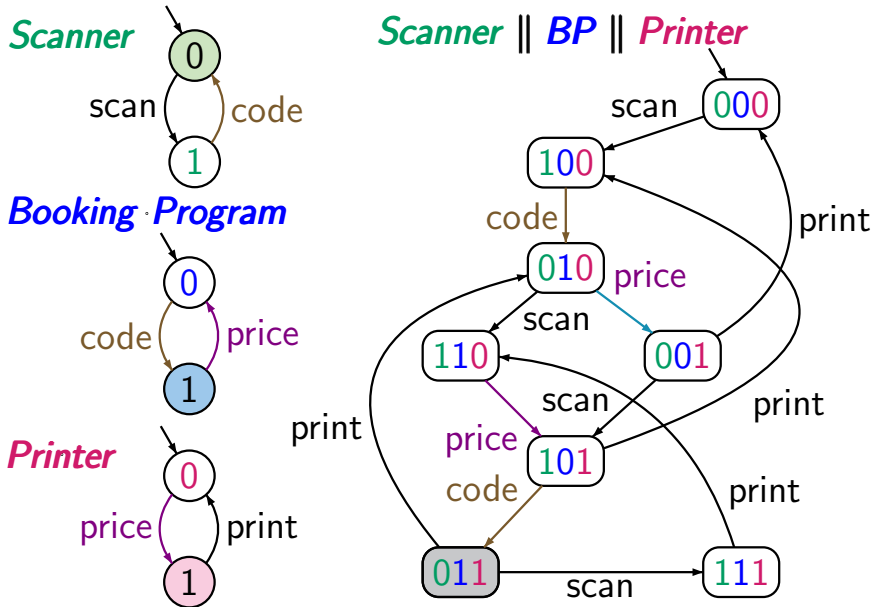 Scanner
0
scan
code
1
Booking Program
0
code
price
1
Printer
0
price
print
1
Scanner || BP || Printer
000
scan
100
code
print
010
price
scan
110
001
scan
print
print
price
101
code
print
011
111
scan